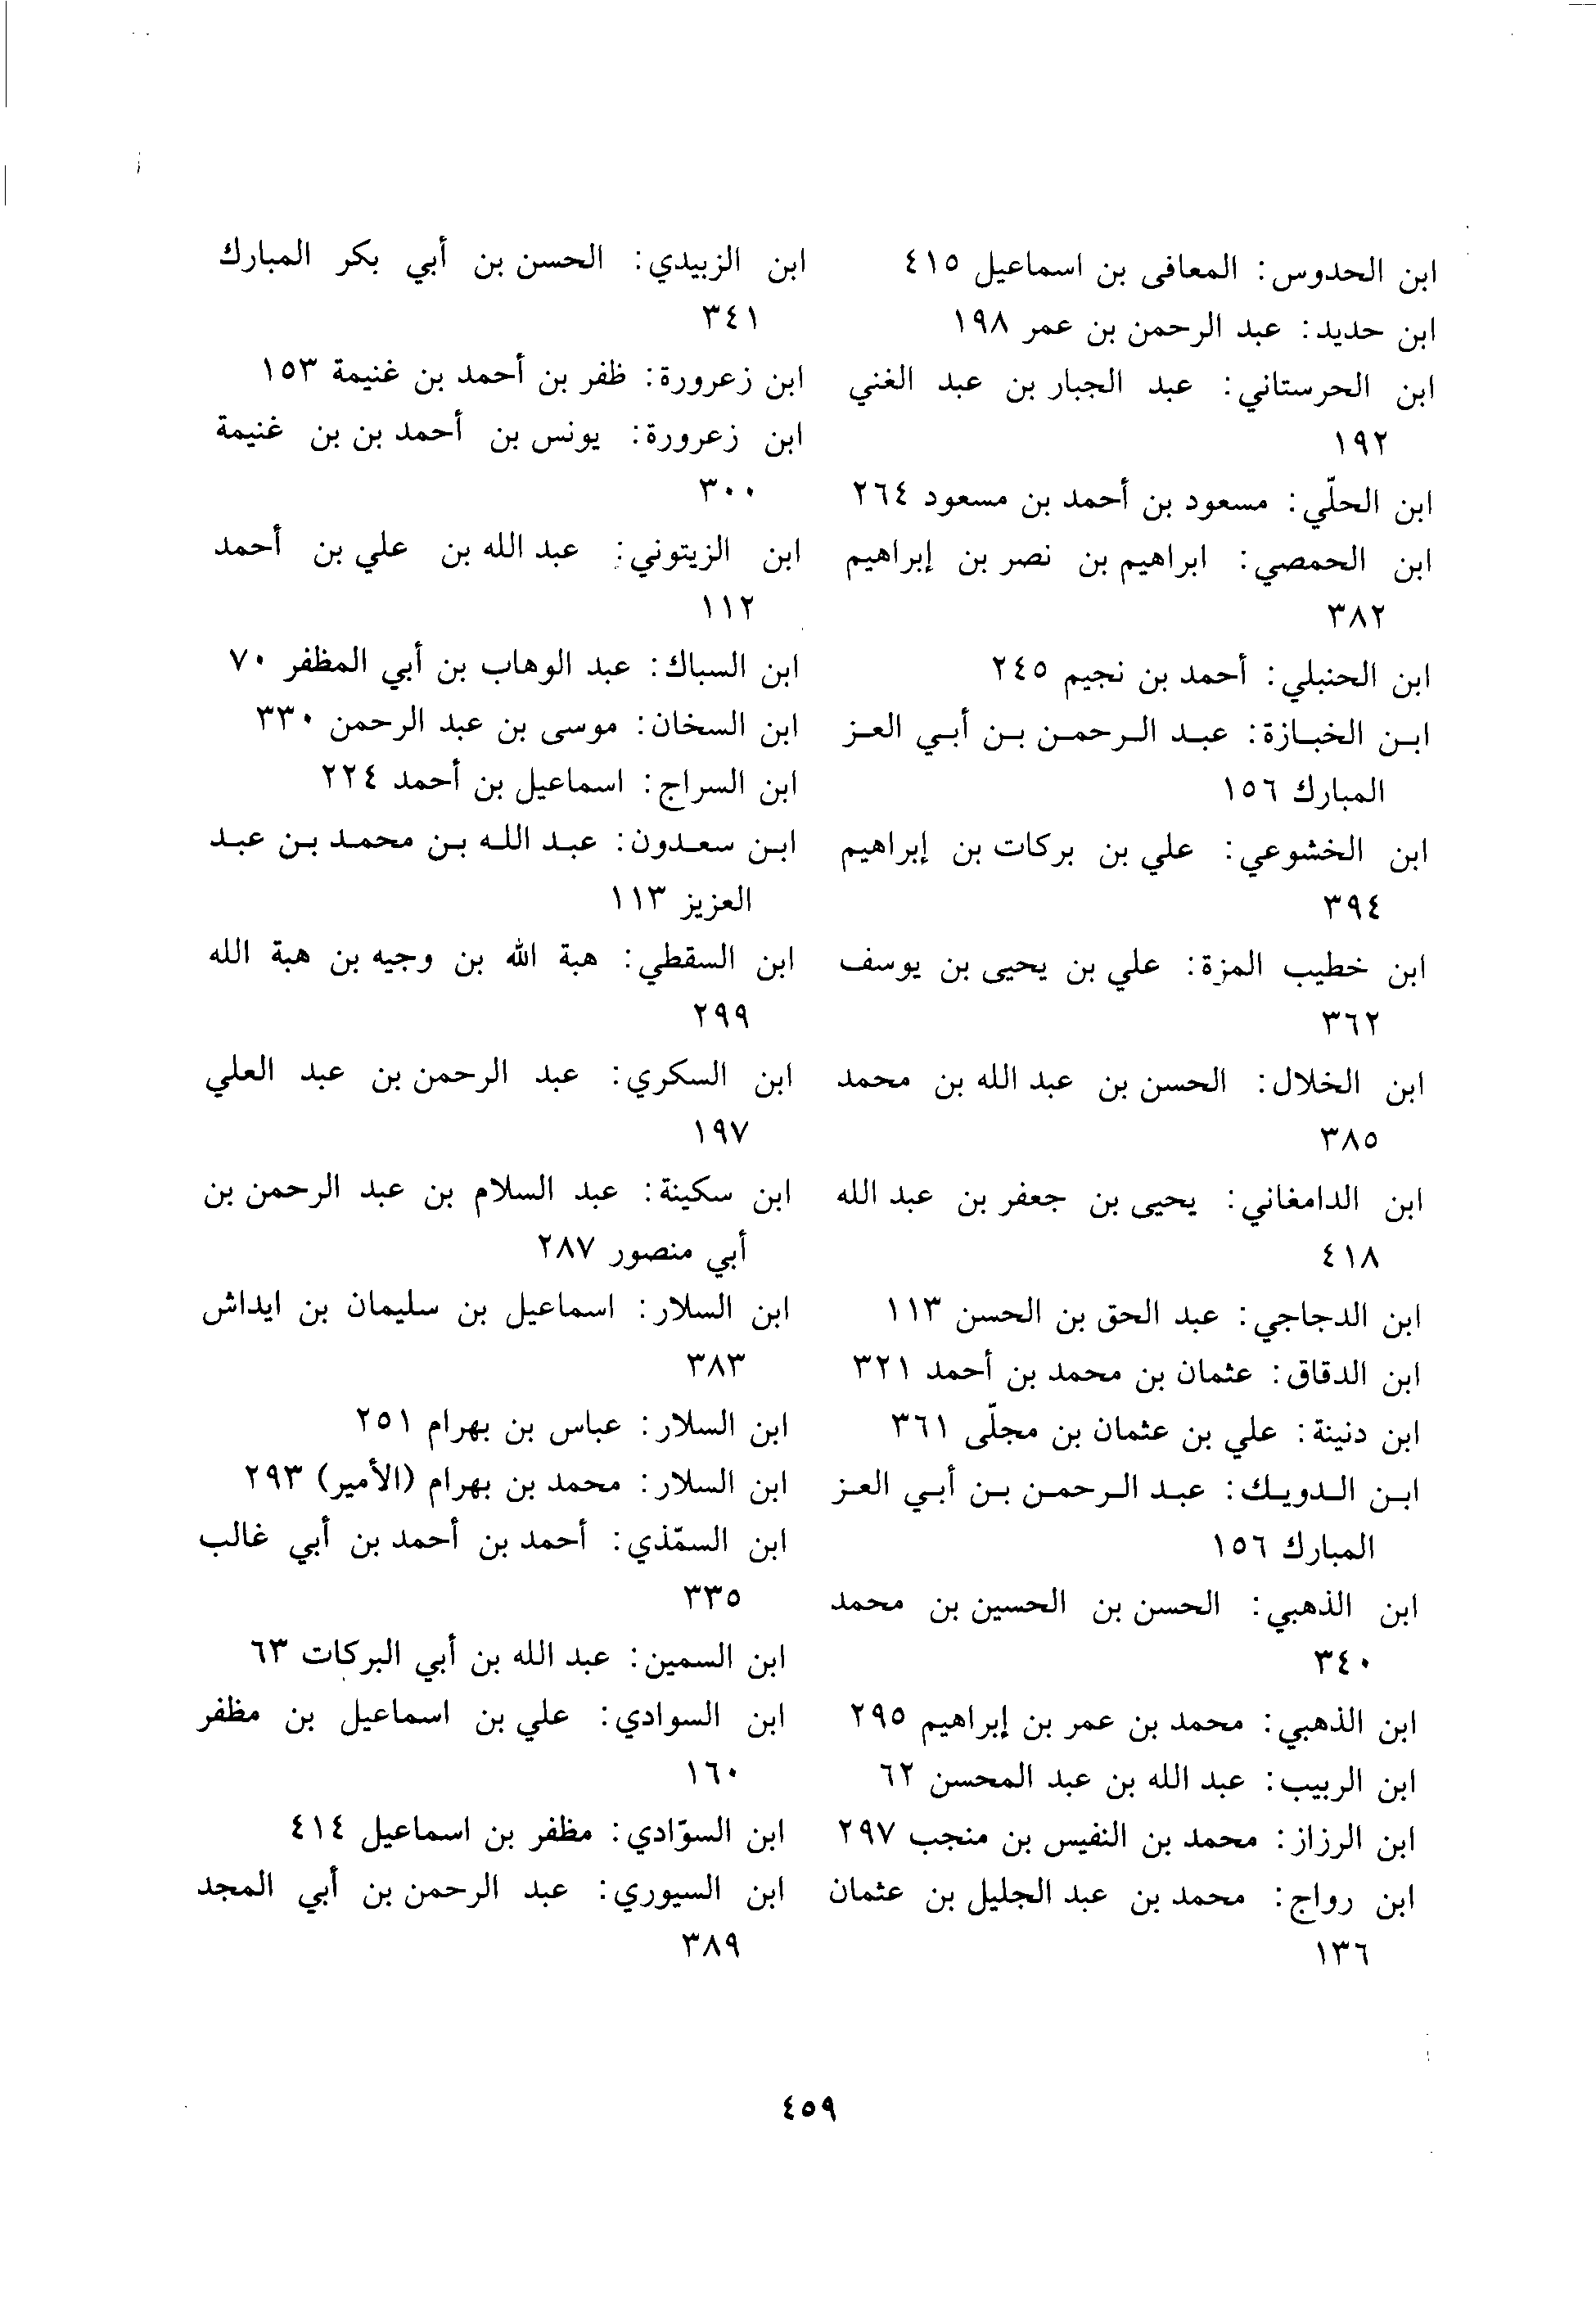 ابن الحدوس: المعافى بن اسماعيل ٤١٥
ابن حديد: عبد الرحمن بن عمر ١٩٨
ابن الحرستاني: عبد الجبار بن عبد الغني
١٩٢
ابن الحلّي: مسعود بن أحمد بن مسعود ٢٦٤
ابن الحمصي: ابراهيم بن نصر بن إبراهيم
٣٨٢
ابن الحنبلي: أحمد بن نجيم ٢٤٥
ابن الخبازة: عبد الرحمن بن أبي العز
المبارك ١٥٦
ابن الخشوعي: علي بن بركات بن إبراهيم
٣٩٤
ابن خطيب المزة: علي بن يحيى بن يوسف
٣٦٢
ابن الخلال: الحسن بن عبد الله بن محمد
٣٨٥
ابن الدامغاني: يحيى بن جعفر بن عبد الله
٤١٨
ابن الدجاجي: عبد الحق بن الحسن ١١٣
ابن الدقاق: عثمان بن محمد بن أحمد ٣٢١
ابن دنينة: علي بن عثمان بن مجلّى ٣٦١
ابن الدويك: عبد الرحمن بن أبي العز
المبارك ١٥٦
ابن الذهبي: الحسن بن الحسين بن محمد
٣٤٠
ابن الذهبي: محمد بن عمر بن إبراهيم ٢٩٥
ابن الربيب: عبد الله بن عبد المحسن ٦٢
ابن الرزاز: محمد بن النفيس بن منجب ٢٩٧
ابن رواج: محمد بن عبد الجليل بن عثمان
١٣٦
ابن الزبيدي: الحسن بن أبي بكر المبارك
٣٤١
ابن زعرورة: ظفر بن أحمد بن غنيمة ١٥٣
ابن زعرورة: يونس بن أحمد بن بن غنيمة
٣٠٠
ابن الزيتوني: عبد الله بن علي بن أحمد
١١٢
ابن السباك: عبد الوهاب بن أبي المظفر ٧٠
ابن السخان: موسى بن عبد الرحمن ٣٣٠
ابن السراج: اسماعيل بن أحمد ٢٢٤
ابن سعدون: عبد الله بن محمد بن عبد
العزيز ١١٣
ابن السقطي: هبة الله بن وجيه بن هبة الله
٢٩٩
ابن السكري: عبد الرحمن بن عبد العلي
١٩٧
ابن سكينة: عبد السلام بن عبد الرحمن بن
أبي منصور ٢٨٧
ابن السلار: اسماعيل بن سليمان بن ايداش
٣٨٣
ابن السلار: عباس بن بهرام ٢٥١
ابن السلار: محمد بن بهرام (الأمير) ٢٩٣
ابن السمّذي: أحمد بن أحمد بن أبي غالب
٣٣٥
ابن السمين: عبد الله بن أبي البركات ٦٣
ابن السوادي: علي بن اسماعيل بن مظفر
١٦٠
ابن السوّادي: مظفر بن اسماعيل ٤١٤
ابن السيوري: عبد الرحمن بن أبي المجد
٣٨٩
٤٥٩